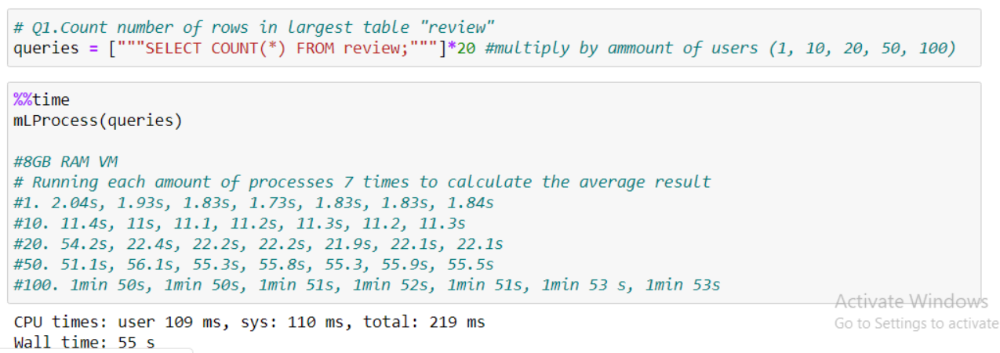 # Q1.Count number of rows in largest table "review"
queries = ["""SELECT COUNT(*) FROM review;"""]*20 #multiply by ammount of users (1, 10, 20, 50, 100)
%%time
mLProcess(queries)
#8GB RAM VM
# Running each amount of processes 7 times to calculate the average result
#1. 2.04s, 1.93s, 1.83s, 1.73s, 1.83s, 1.83s, 1.84s
#10. 11.4s, 11s, 11.1, 11.2s, 11.3s, 11.2, 11.3s
#20. 54.2s, 22.4s, 22.2s, 22.2s, 21.9s, 22.1s, 22.1s
#50. 51.1s, 56.1s, 55.3s, 55.8s, 55.3, 55.9s, 55.5s
#100. 1min 50s, 1min 50s, 1min 51s, 1min 52s, 1min 51s, 1min 53 s, 1min 53s
CPU times: user 109 ms, sys: 110 ms, total: 219 ms
Wall time: 55 s
Activate Windows
Go to Settings to activate